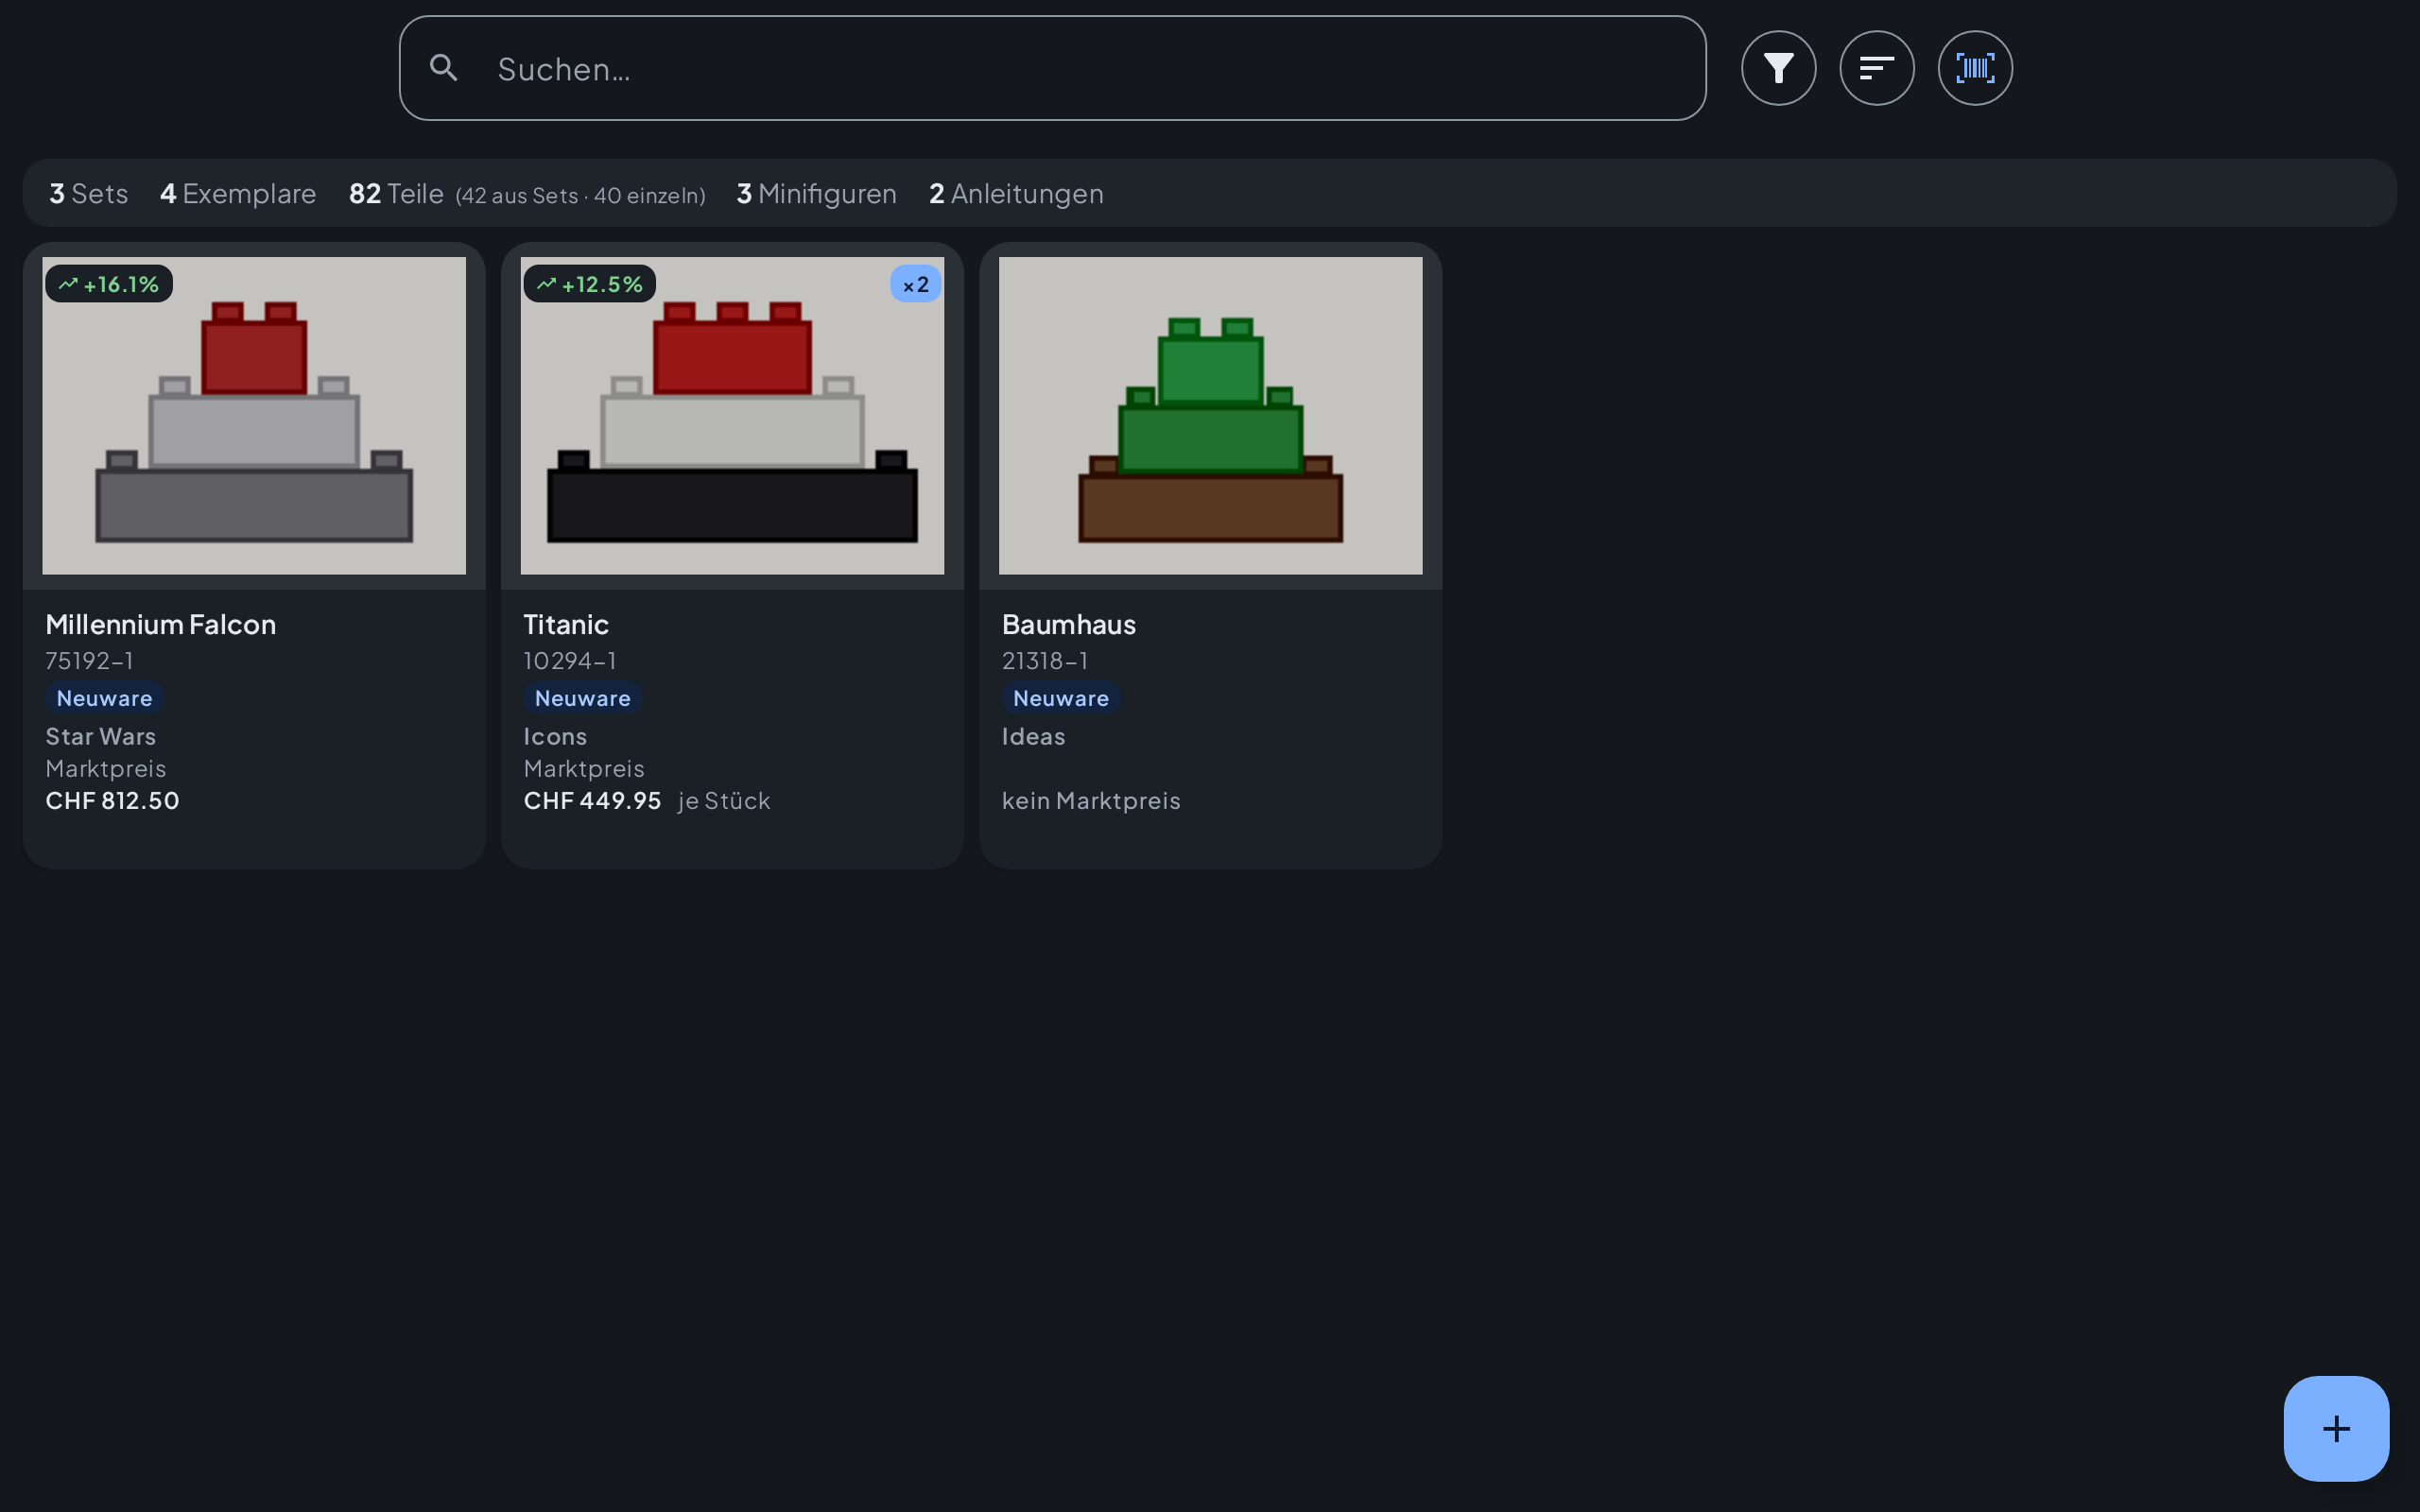 Suchen...
3 Sets 4 Exemplare 82 Teile (42 aus Sets · 40 einzeln) 3 Minifiguren 2 Anleitungen
+16.1%
Millennium Falcon
75192-1
Neuware
Star Wars
Marktpreis
CHF 812.50
+12.5%
×2
Titanic
10294-1
Neuware
Icons
Marktpreis
CHF 449.95 je Stück
Baumhaus
21318-1
Neuware
Ideas
kein Marktpreis